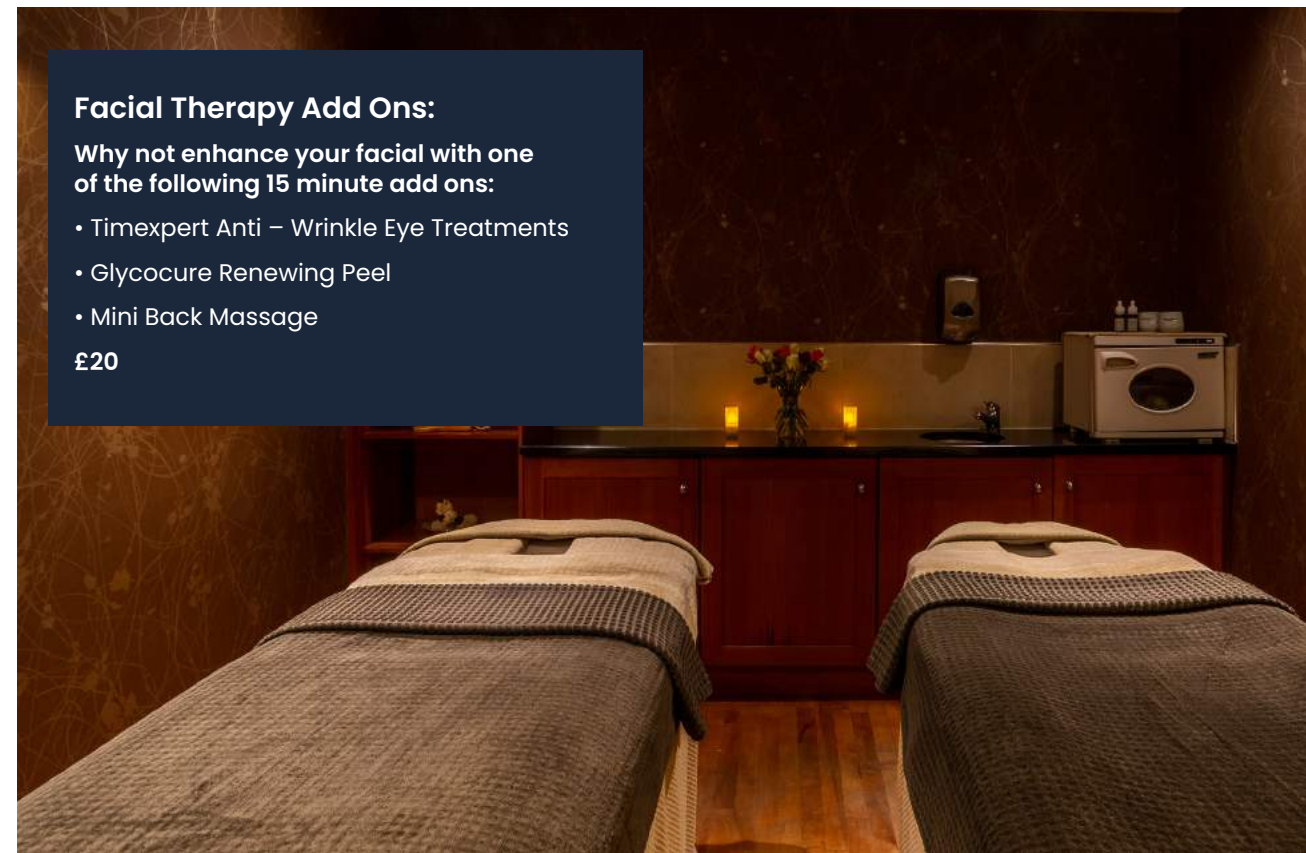 Facial Therapy Add Ons:
Why not enhance your facial with one
of the following 15 minute add ons:
• Timexpert Anti – Wrinkle Eye Treatments
• Glycocure Renewing Peel
• Mini Back Massage
£20